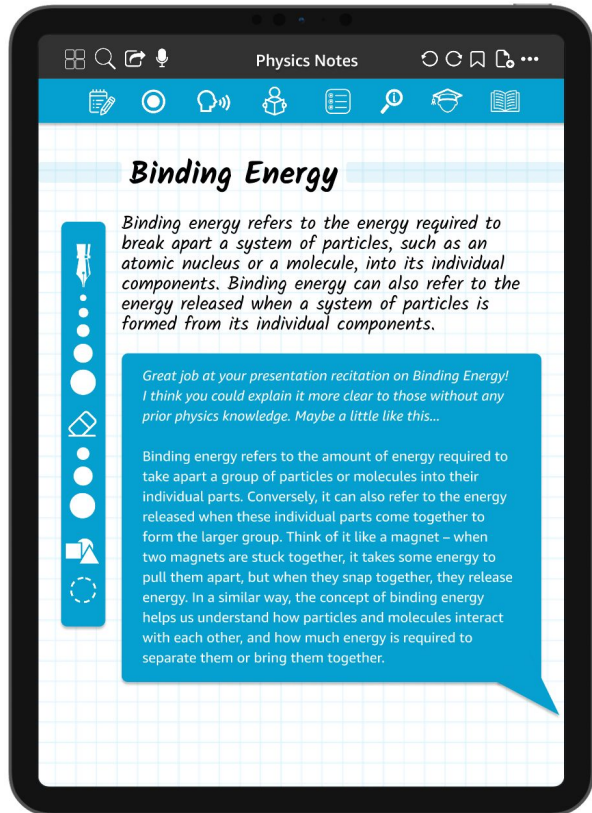 Physics Notes
Binding Energy
Binding energy refers to the energy required to
break apart a system of particles, such as an
atomic nucleus or a molecule, into its individual
components. Binding energy can also refer to the
energy released when a system of particles is
formed from its individual components.
Great job at your presentation recitation on Binding Energy!
I think you could explain it more clear to those without any
prior physics knowledge. Maybe a little like this...
Binding energy refers to the amount of energy required to
take apart a group of particles or molecules into their
individual parts. Conversely, it can also refer to the energy
released when these individual parts come together to
form the larger group. Think of it like a magnet – when
two magnets are stuck together, it takes some energy to
pull them apart, but when they snap together, they release
energy. In a similar way, the concept of binding energy
helps us understand how particles and molecules interact
with each other, and how much energy is required to
separate them or bring them together.